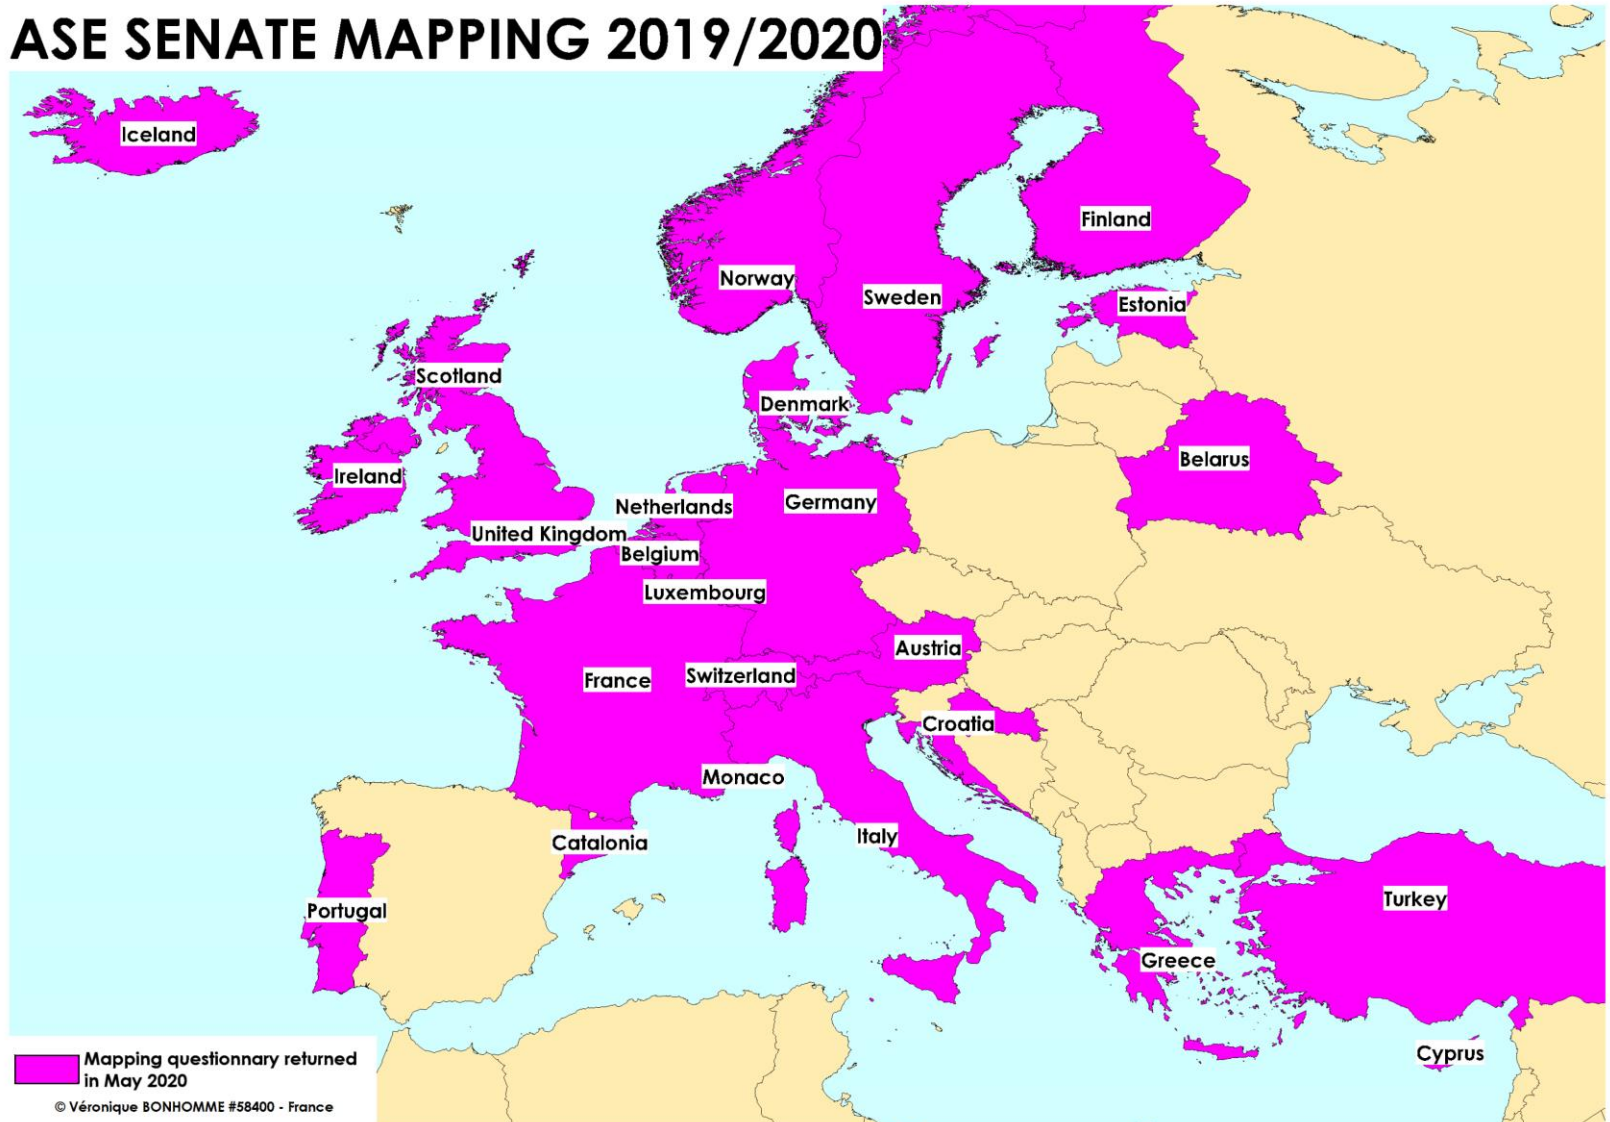 ASE SENATE MAPPING 2019/2020
Iceland
Finland
Norway
Sweden
Estonia
Scotland
Denmark
Belarus
Ireland
Netherlands
Germany
United Kingdom
Belgium
Luxembourg
Austria
Switzerland
France
Croatia
Monaco
Italy
Catalonia
Turkey
Portugal
Greece
Cyprus
Mapping questionnary returned
in May 2020
© Véronique BONHOMME #58400 - France